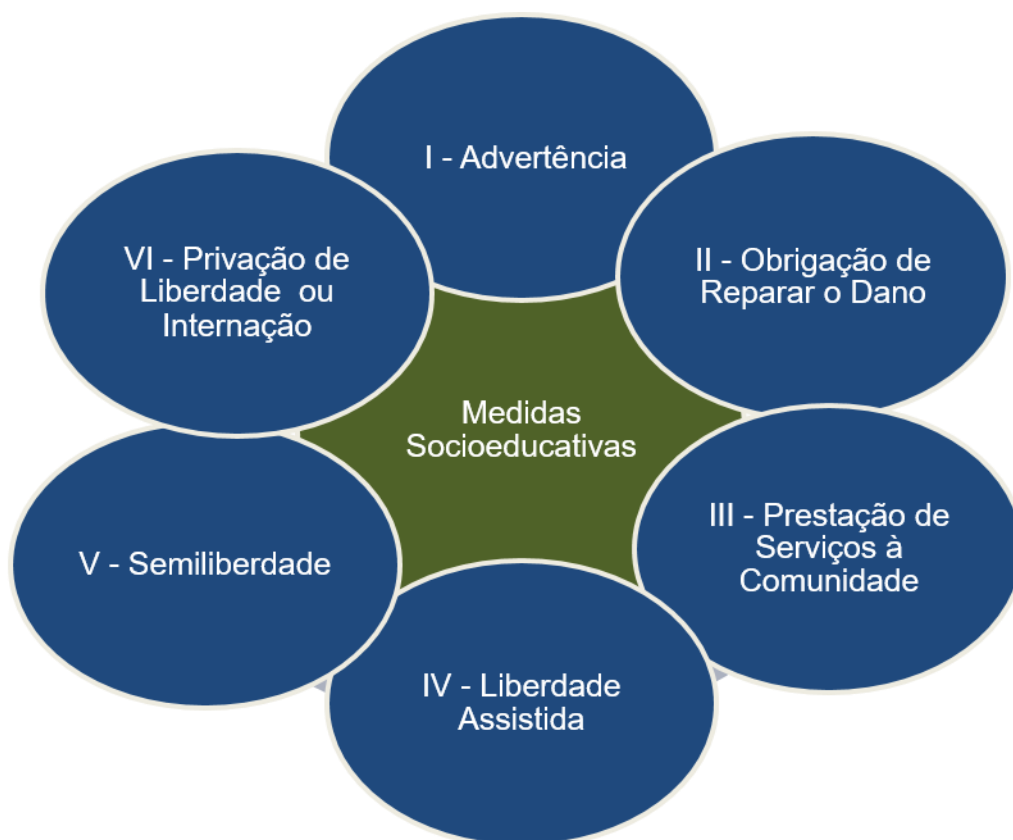 I - Advertência
II - Obrigação de
Reparar o Dano
III - Prestação de
Serviços à
Comunidade
IV - Liberdade
Assistida
V - Semiliberdade
VI - Privação de
Liberdade ou
Internação
Medidas
Socioeducativas